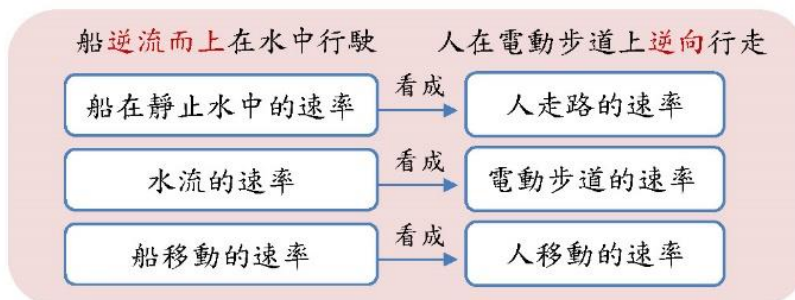 船逆流而上在水中行駛 人在電動步道上逆向行走
船在靜止水中的速率 看成 人走路的速率
水流的速率 看成 電動步道的速率
船移動的速率 看成 人移動的速率